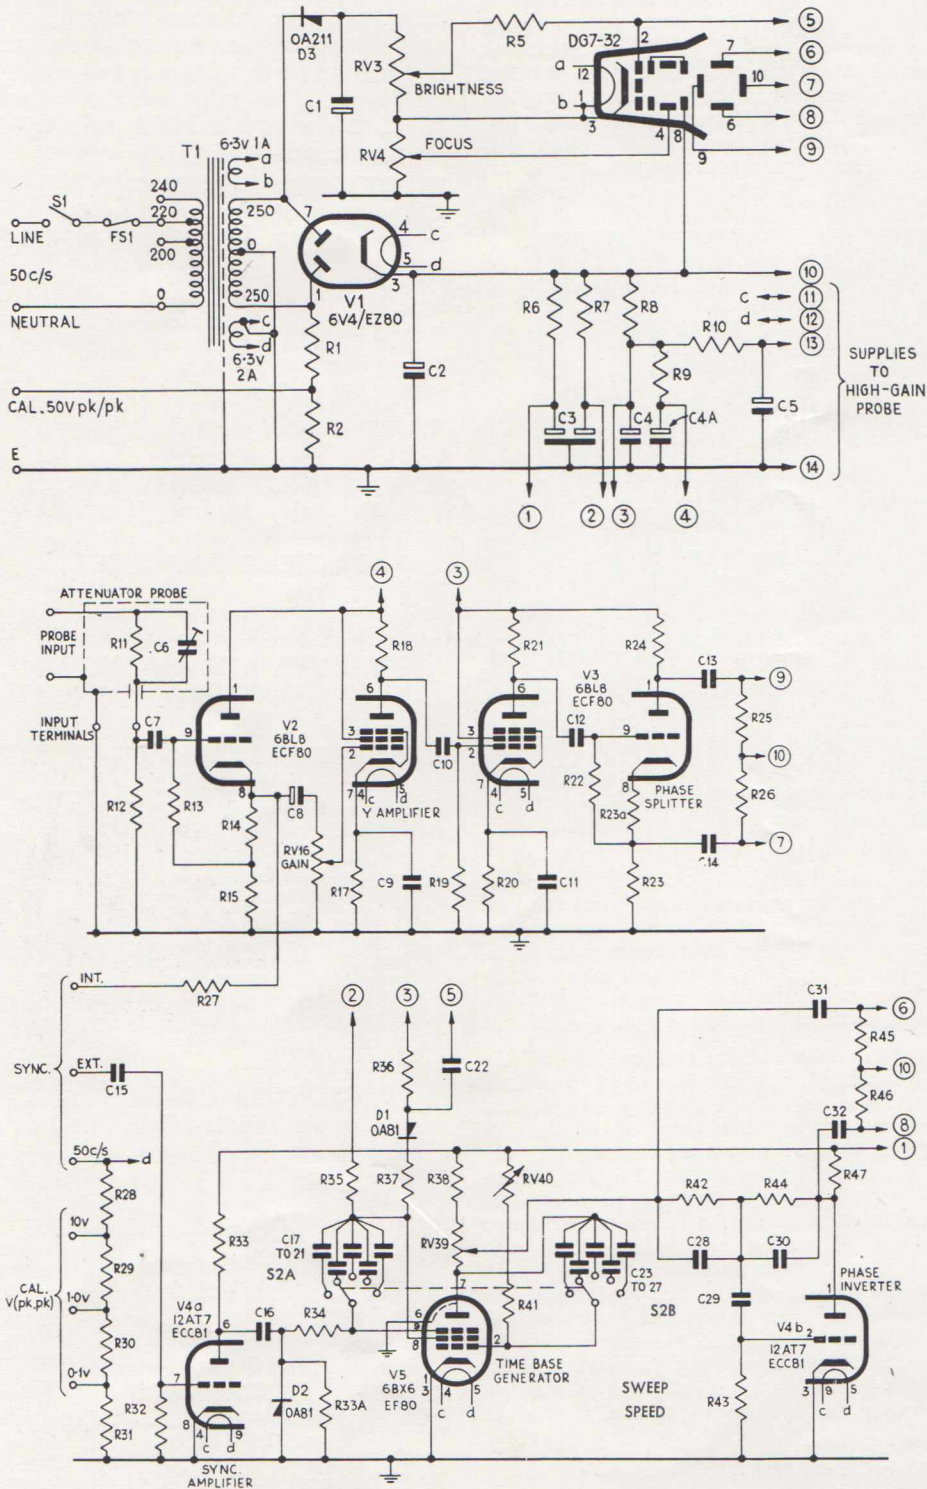 OA211
D3
R5
5
DG7-32
2
7
6
RV3
BRIGHTNESS
a
12
b
1
3
4
8
9
10
7
6
8
9
C1
RV4
FOCUS
T1
6·3v 1A
a
b
240
220
200
0
250
0
250
S1
FS1
LINE
50c/s
NEUTRAL
7
4
c
5
d
3
1
V1
6V4/EZ80
c
d
6·3v
2A
R1
R2
C2
CAL. 50V pk/pk
E
R6
R7
R8
R9
R10
10
c
11
d
12
13
14
C3
C4
C4A
C5
SUPPLIES
TO
HIGH-GAIN
PROBE
1
2
3
4
ATTENUATOR PROBE
PROBE
INPUT
R11
C6
INPUT
TERMINALS
C7
R12
R13
9
1
8
V2
6BL8
ECF80
R14
R15
C8
RV16
GAIN
4
R18
6
3
2
7
4
5
c
d
Y AMPLIFIER
R17
C9
C10
R19
3
R21
6
3
2
7
4
5
c
d
R20
C11
V3
6BL8
ECF80
C12
R22
R24
1
9
8
R23a
R23
PHASE
SPLITTER
C13
C14
R25
R26
9
10
7
SYNC.
INT.
R27
EXT.
C15
50c/s
d
R28
CAL.
V(pk,pk)
10v
R29
1·0v
R30
0·1v
R31
R32
R33
V4a
12AT7
ECC81
6
7
8
4
9
c
d
SYNC.
AMPLIFIER
C16
R34
D2
OA81
R33A
2
3
5
R36
C22
D1
OA81
R35
R37
R38
RV40
C17
TO 21
S2A
RV39
R41
C23
TO 27
S2B
7
6
9
8
2
1
3
4
5
c
d
V5
6BX6
EF80
TIME BASE
GENERATOR
SWEEP
SPEED
C31
6
R45
10
R46
C32
8
1
R47
R42
R44
C28
C30
C29
R43
PHASE
INVERTER
1
V4b
2
12AT7
ECC81
3
9
5
c
d